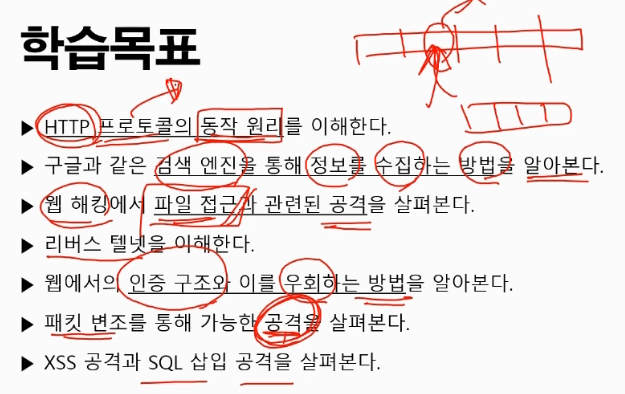 학습목표
▶ HTTP 프로토콜의 동작 원리를 이해한다.
▶ 구글과 같은 검색 엔진을 통해 정보를 수집하는 방법을 알아본다.
▶ 웹 해킹에서 파일 접근과 관련된 공격을 살펴본다.
▶ 리버스 텔넷을 이해한다.
▶ 웹에서의 인증 구조와 이를 우회하는 방법을 알아본다.
▶ 패킷 변조를 통해 가능한 공격을 살펴본다.
▶ XSS 공격과 SQL 삽입 공격을 살펴본다.